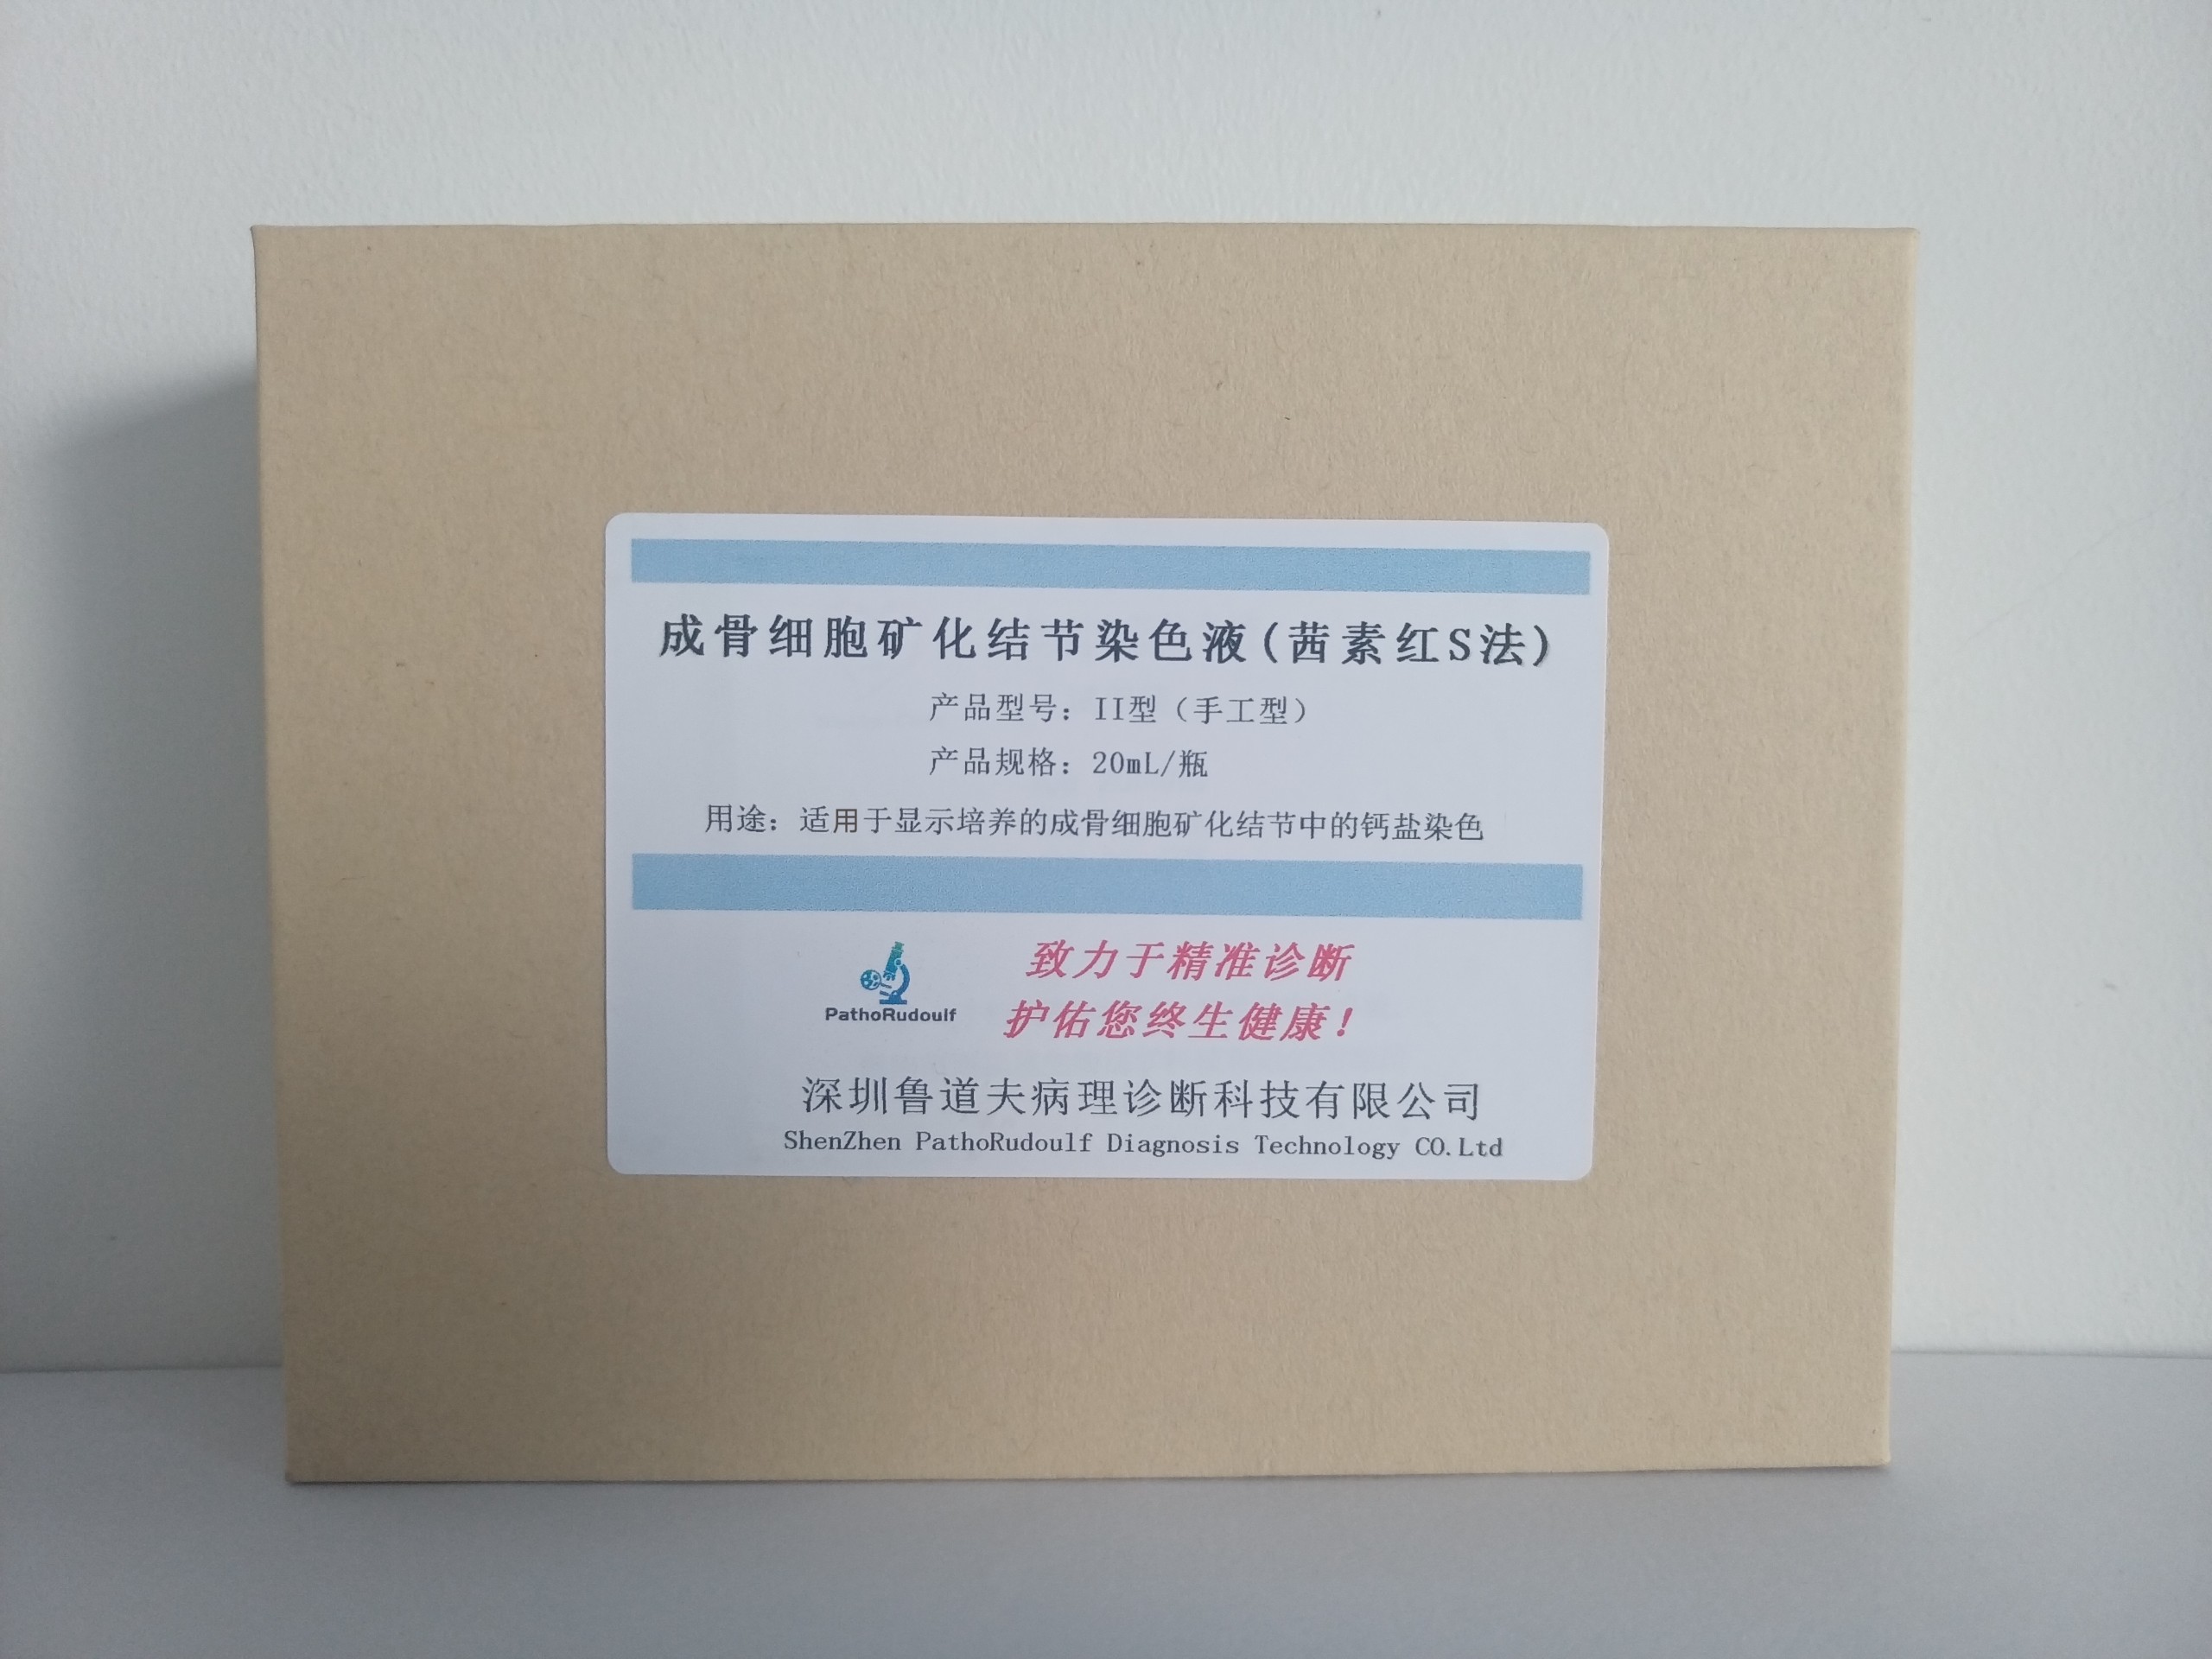 成骨细胞矿化结节染色液(茜素红S法)
产品型号：II型（手工型）
产品规格：20mL/瓶
用途：适用于显示培养的成骨细胞矿化结节中的钙盐染色
PathoRudoulf
致力于精准诊断
护佑您终生健康！
深圳鲁道夫病理诊断科技有限公司
ShenZhen PathoRudoulf Diagnosis Technology CO.Ltd